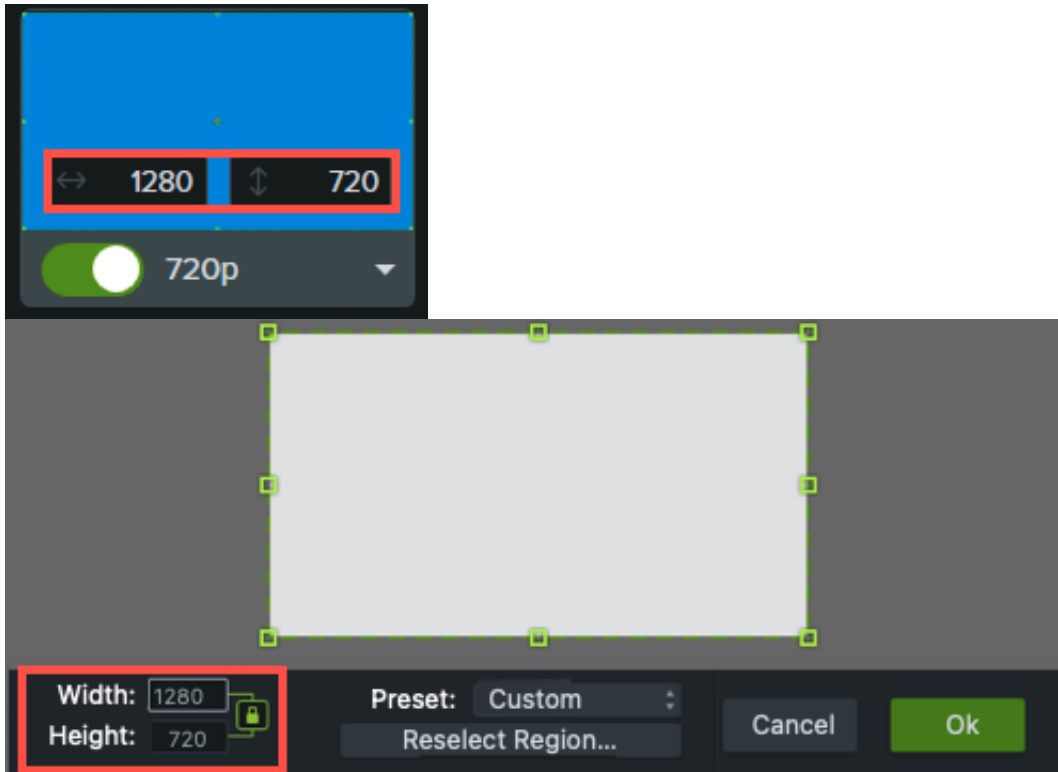 1280 720
720p
Width: 1280
Height: 720
Preset: Custom
Reselect Region...
Cancel
Ok